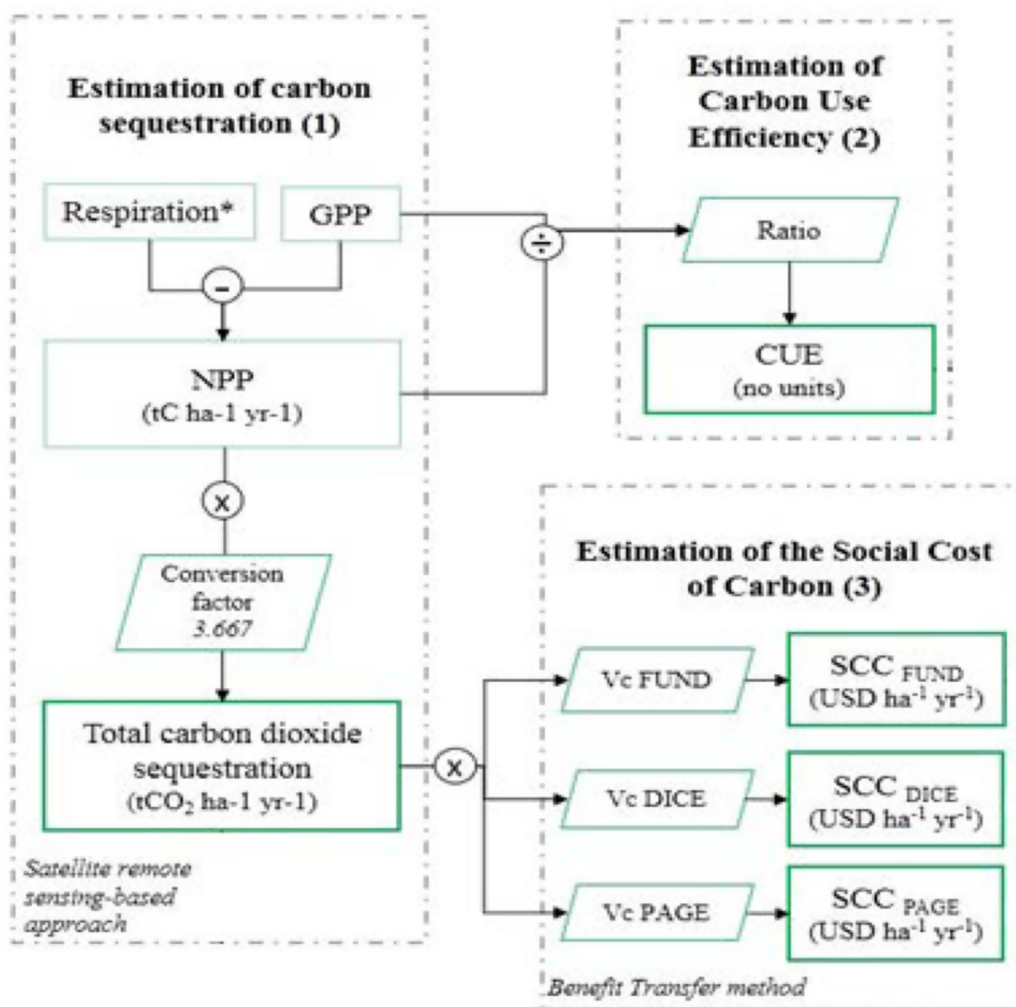 Estimation of carbon
sequestration (1)
Respiration*
GPP
-
NPP
(tC ha-1 yr-1)
x
Conversion
factor
3.667
Total carbon dioxide
sequestration
(tCO₂ ha-1 yr-1)
Satellite remote
sensing-based
approach
Estimation of
Carbon Use
Efficiency (2)
÷
Ratio
CUE
(no units)
Estimation of the Social Cost
of Carbon (3)
x
Vc FUND
SCC FUND
(USD ha⁻¹ yr⁻¹)
Vc DICE
SCC DICE
(USD ha⁻¹ yr⁻¹)
Vc PAGE
SCC PAGE
(USD ha⁻¹ yr⁻¹)
Benefit Transfer method